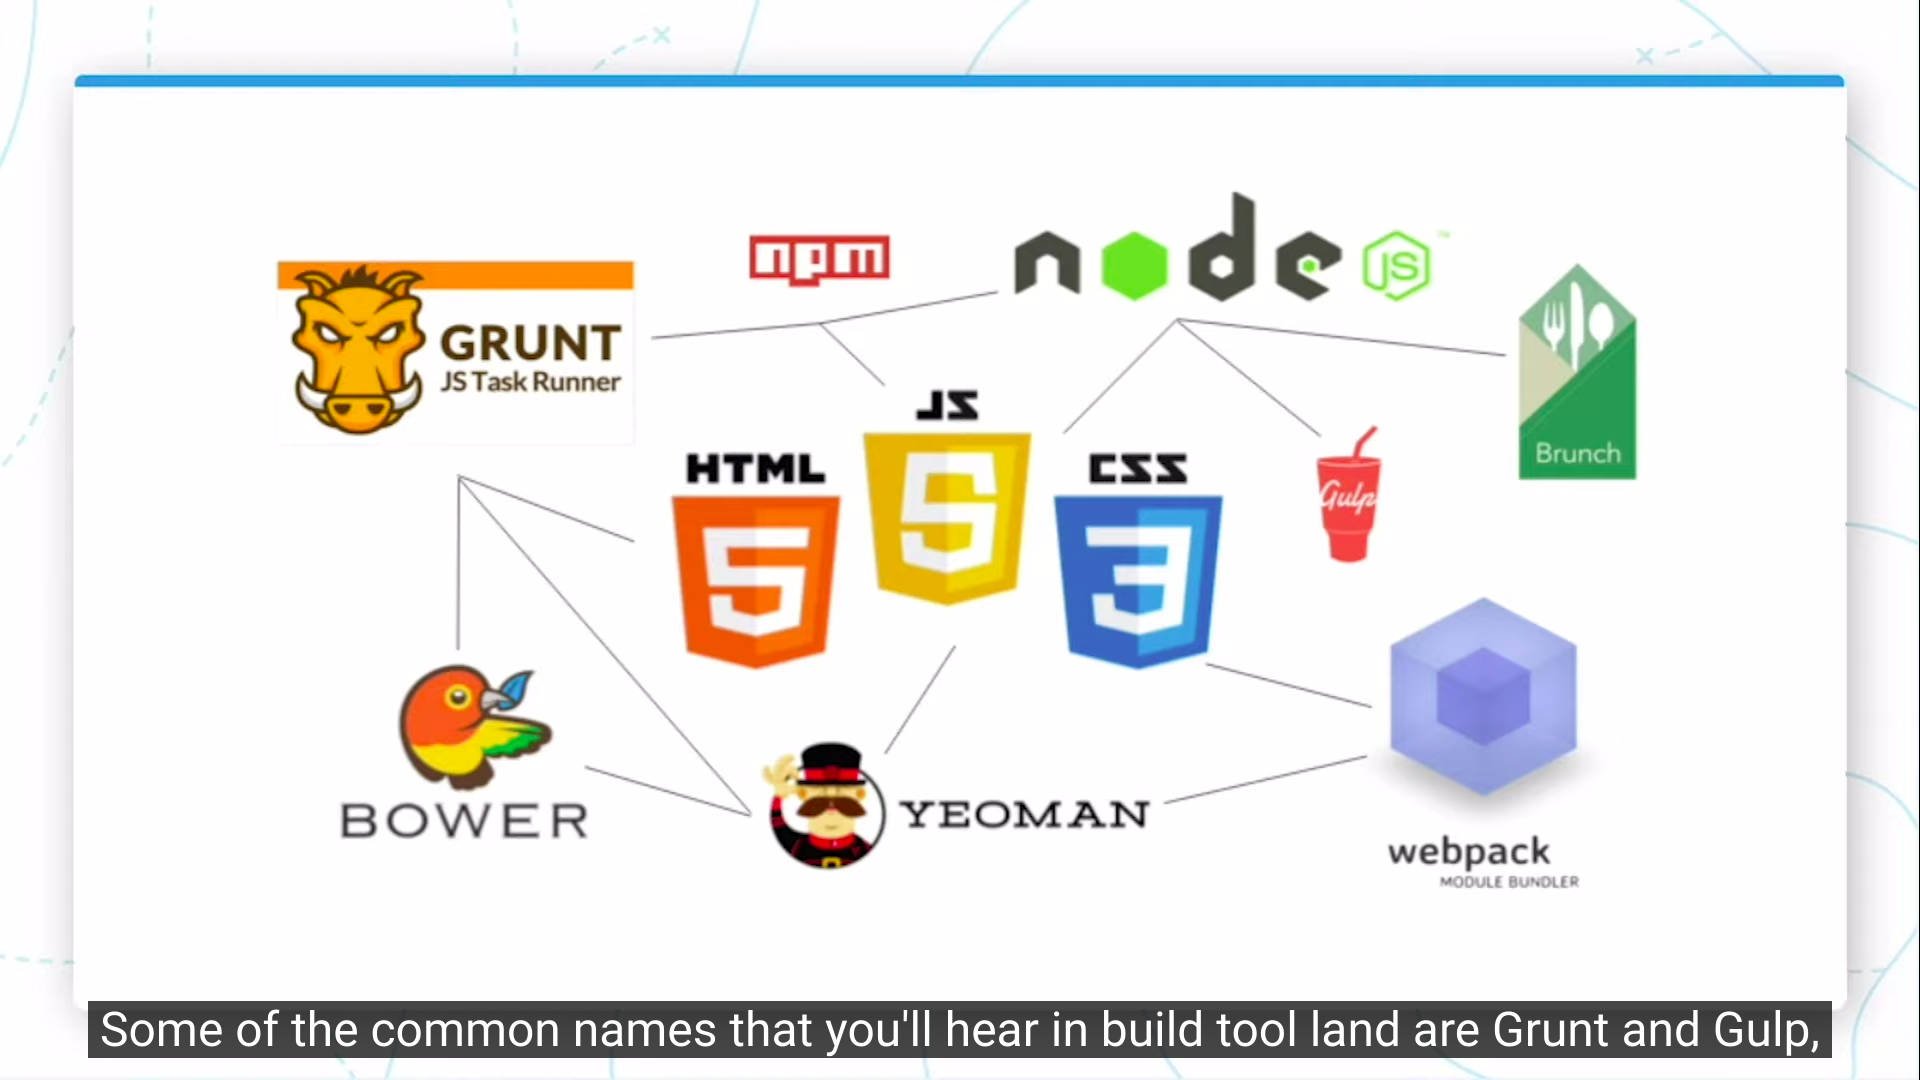 npm
node
JS
™
GRUNT
JS Task Runner
JS
HTML
CSS
Brunch
Gulp
BOWER
YEOMAN
webpack
MODULE BUNDLER
Some of the common names that you'll hear in build tool land are Grunt and Gulp,